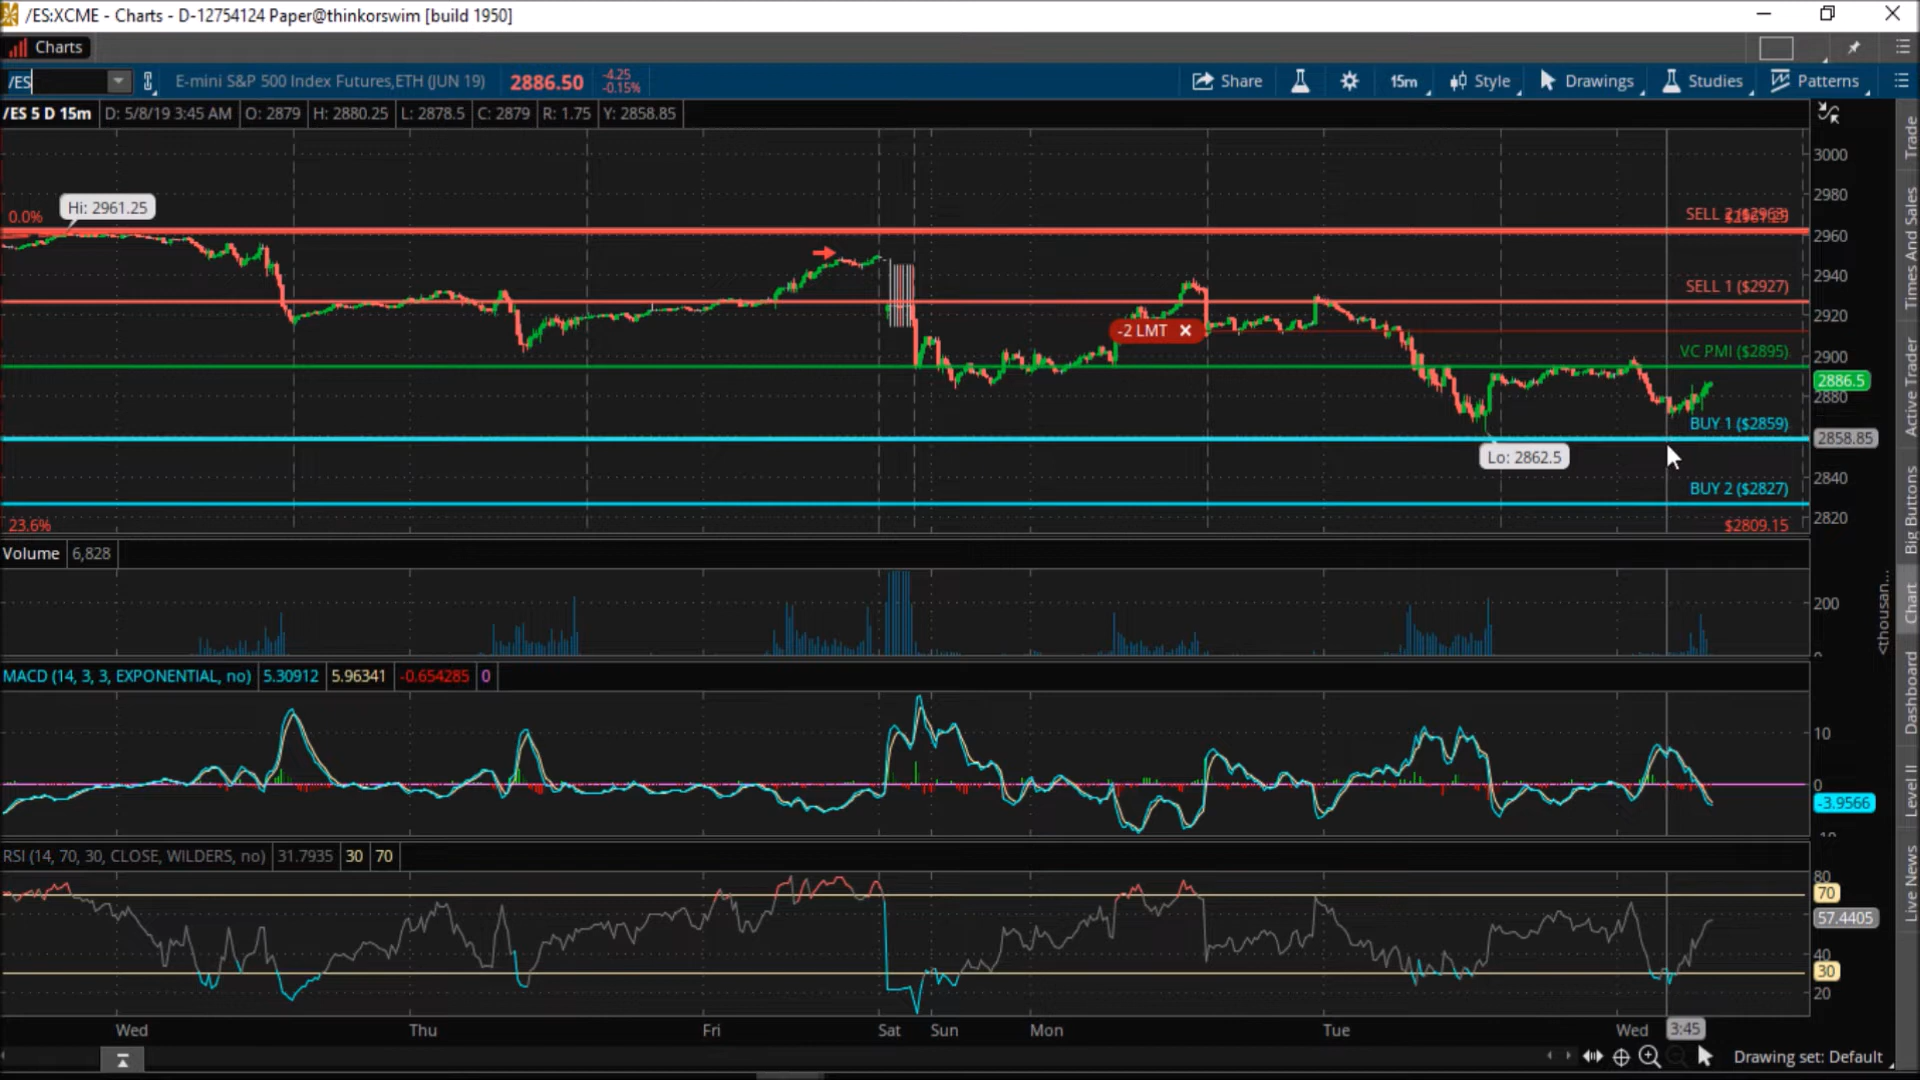 /ES:XCME - Charts - D-12754124 Paper@thinkorswim [build 1950]
Charts
/ES E-mini S&P 500 Index Futures,ETH (JUN 19) 2886.50 -4.25 -0.15% Share 15m Style Drawings Studies Patterns
/ES 5 D 15m D: 5/8/19 3:45 AM O: 2879 H: 2880.25 L: 2878.5 C: 2879 R: 1.75 Y: 2858.85
3000
2980
Hi: 2961.25
0.0%
SELL 2
2960
2940
SELL 1 ($2927)
2920
-2 LMT
VC PMI ($2895)
2900
2886.5
2880
BUY 1 ($2859)
2858.85
Lo: 2862.5
2840
BUY 2 ($2827)
2820
23.6%
$2809.15
Volume 6,828
200
<thousan...
MACD (14, 3, 3, EXPONENTIAL, no) 5.30912 5.96341 -0.654285 0
10
0
-3.9566
RSI (14, 70, 30, CLOSE, WILDERS, no) 31.7935 30 70
80
70
57.4405
40
30
20
Wed Thu Fri Sat Sun Mon Tue Wed 3:45
Drawing set: Default
Trade
Times And Sales
Active Trader
Big Buttons
Chart
Dashboard
Level II
Live News